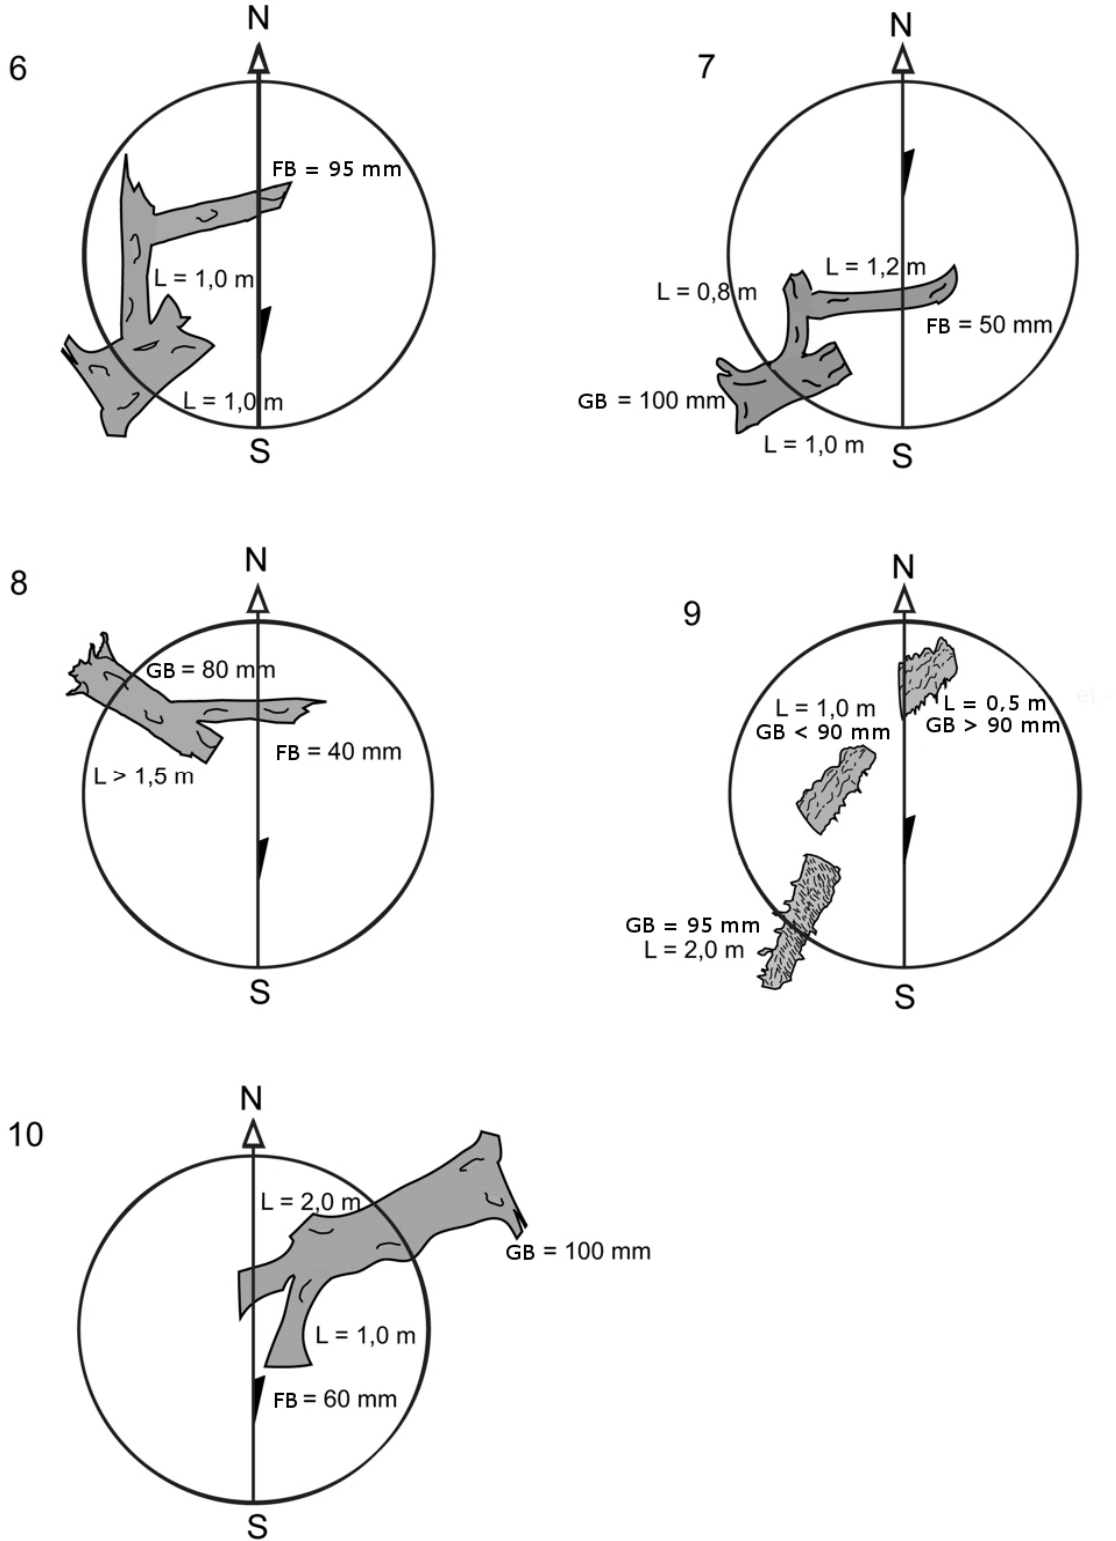 6
N
FB = 95 mm
L = 1,0 m
L = 1,0 m
S
7
N
L = 1,2 m
L = 0,8 m
FB = 50 mm
GB = 100 mm
L = 1,0 m
S
8
N
GB = 80 mm
FB = 40 mm
L > 1,5 m
S
9
N
L = 1,0 m
GB < 90 mm
L = 0,5 m
GB > 90 mm
GB = 95 mm
L = 2,0 m
S
10
N
L = 2,0 m
GB = 100 mm
L = 1,0 m
FB = 60 mm
S